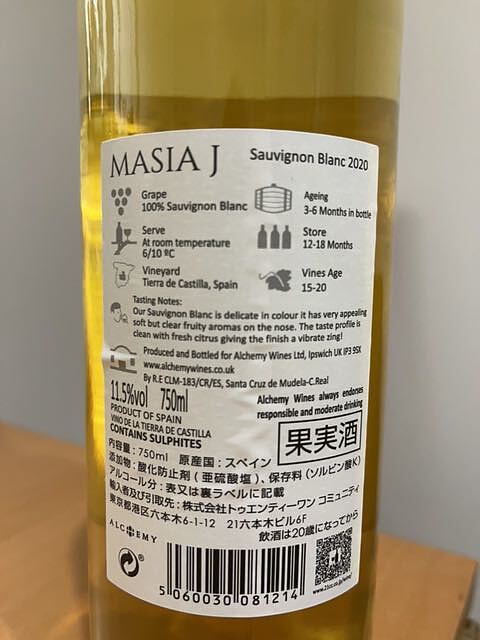 MASIA J
Sauvignon Blanc 2020
Grape
100% Sauvignon Blanc
Ageing
3-6 Months in bottle
Serve
At room temperature
6/10 ºC
Store
12-18 Months
Vineyard
Tierra de Castilla, Spain
Vines Age
15-20
Tasting Notes:
Our Sauvignon Blanc is delicate in colour it has very appealing
soft but clear fruity aromas on the nose. The taste profile is
clean with fresh citrus giving the finish a vibrate zing!
Produced and Bottled for Alchemy Wines Ltd, Ipswich UK IP3 9SX
www.alchemywines.co.uk
By R.E CLM-183/CR/ES, Santa Cruz de Mudela-C.Real
11.5%vol 750ml
Alchemy Wines always endorses
responsible and moderate drinking
PRODUCT OF SPAIN
VINO DE LA TIERRA DE CASTILLA
CONTAINS SULPHITES
果実酒
内容量:750ml 原産国:スペイン
添加物:酸化防止剤(亜硫酸塩)、保存料(ソルビン酸K)
アルコール分:表又は裏ラベルに記載
輸入者及び引取先:株式会社トゥエンティーワン コミュニティ
東京都港区六本木6-1-12 21六本木ビル6F
飲酒は20歳になってから
ALCHEMY
5 060030 081214